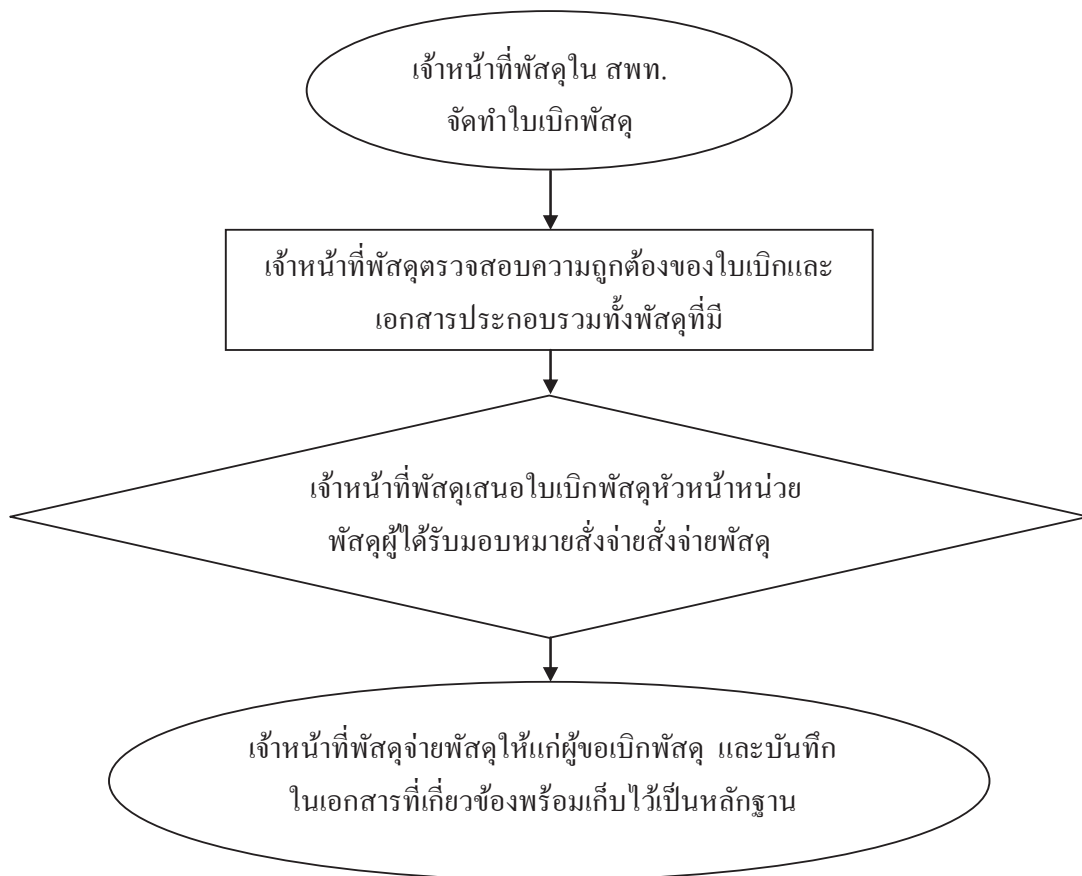 เจ้าหน้าที่พัสดุใน สพท.
จัดทำใบเบิกพัสดุ
เจ้าหน้าที่พัสดุตรวจสอบความถูกต้องของใบเบิกและ
เอกสารประกอบรวมทั้งพัสดุที่มี
เจ้าหน้าที่พัสดุเสนอใบเบิกพัสดุหัวหน้าหน่วย
พัสดุผู้ได้รับมอบหมายสั่งจ่ายสั่งจ่ายพัสดุ
เจ้าหน้าที่พัสดุจ่ายพัสดุให้แก่ผู้ขอเบิกพัสดุ และบันทึก
ในเอกสารที่เกี่ยวข้องพร้อมเก็บไว้เป็นหลักฐาน